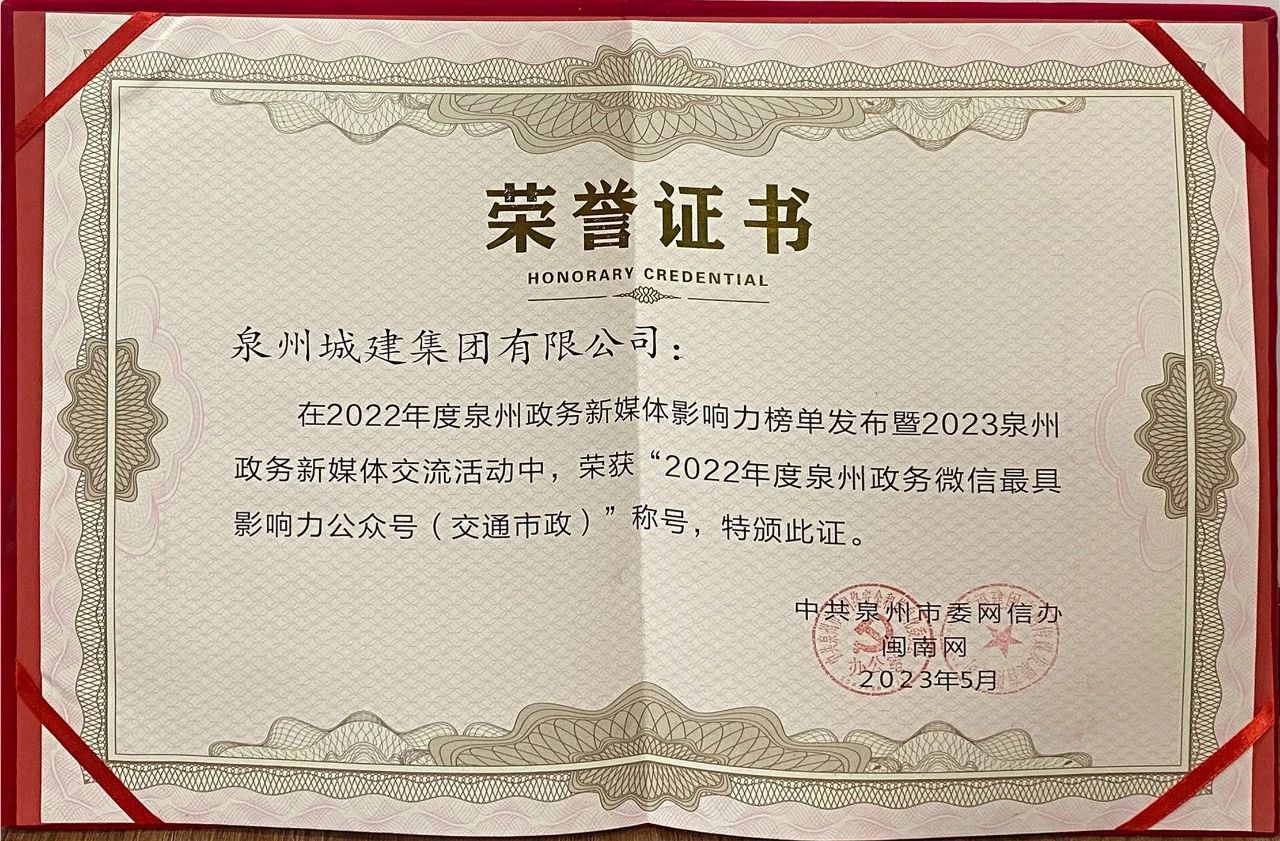 荣誉证书
HONORARY CREDENTIAL
泉州城建集团有限公司：
在2022年度泉州政务新媒体影响力榜单发布暨2023泉州
政务新媒体交流活动中，荣获“2022年度泉州政务微信最具
影响力公众号（交通市政）”称号，特颁此证。
中共泉州市委网信办
闽南网
2023年5月
办公室